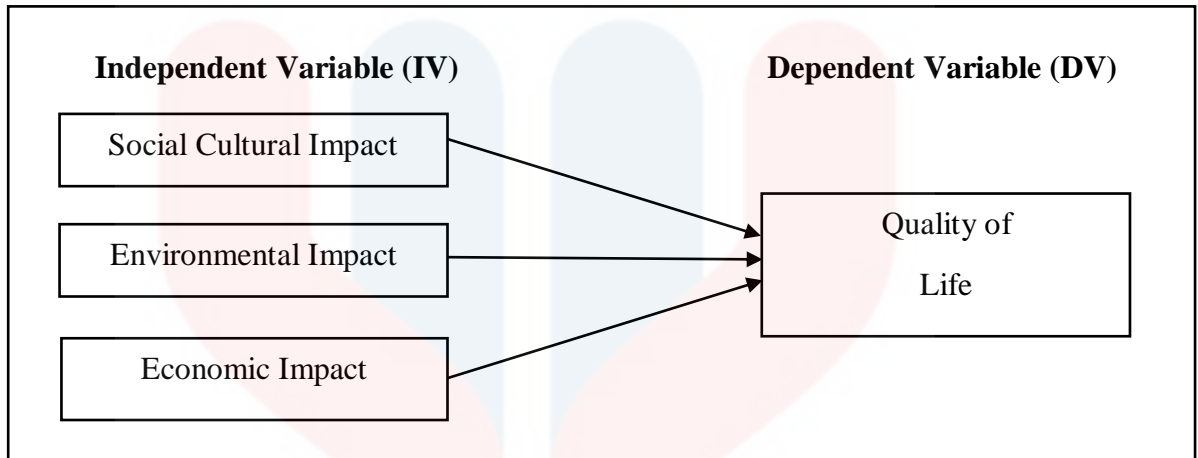 Independent Variable (IV)
Dependent Variable (DV)
Social Cultural Impact
Environmental Impact
Economic Impact
Quality of
Life